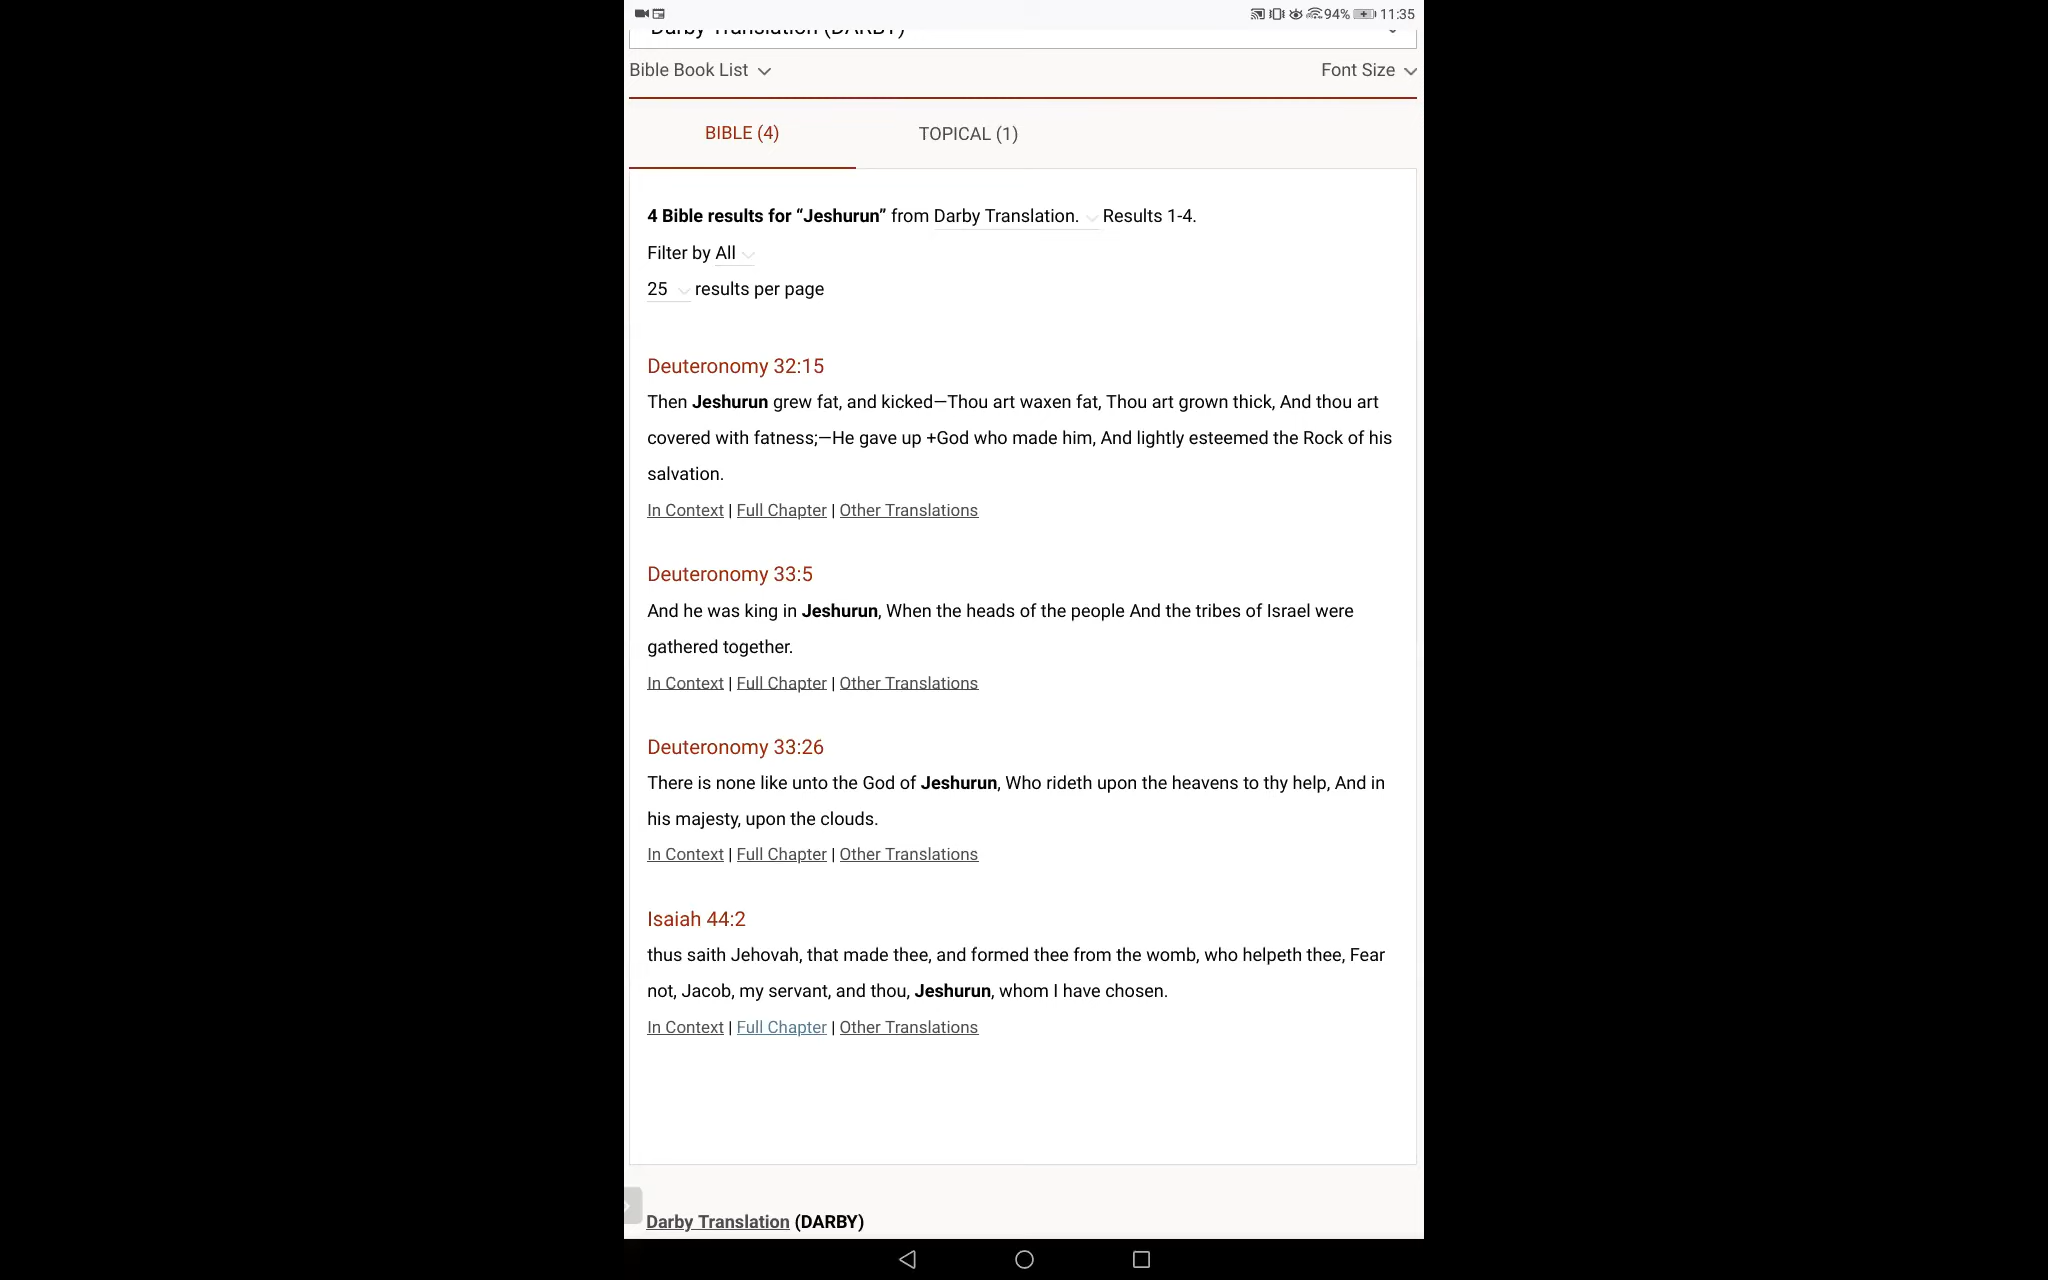 94% 11:35
Darby Translation (DARBY)
Bible Book List Font Size
BIBLE (4) TOPICAL (1)
4 Bible results for “Jeshurun” from Darby Translation. Results 1-4.
Filter by All
25 results per page
Deuteronomy 32:15
Then Jeshurun grew fat, and kicked—Thou art waxen fat, Thou art grown thick, And thou art
covered with fatness;—He gave up +God who made him, And lightly esteemed the Rock of his
salvation.
In Context | Full Chapter | Other Translations
Deuteronomy 33:5
And he was king in Jeshurun, When the heads of the people And the tribes of Israel were
gathered together.
In Context | Full Chapter | Other Translations
Deuteronomy 33:26
There is none like unto the God of Jeshurun, Who rideth upon the heavens to thy help, And in
his majesty, upon the clouds.
In Context | Full Chapter | Other Translations
Isaiah 44:2
thus saith Jehovah, that made thee, and formed thee from the womb, who helpeth thee, Fear
not, Jacob, my servant, and thou, Jeshurun, whom I have chosen.
In Context | Full Chapter | Other Translations
Darby Translation (DARBY)